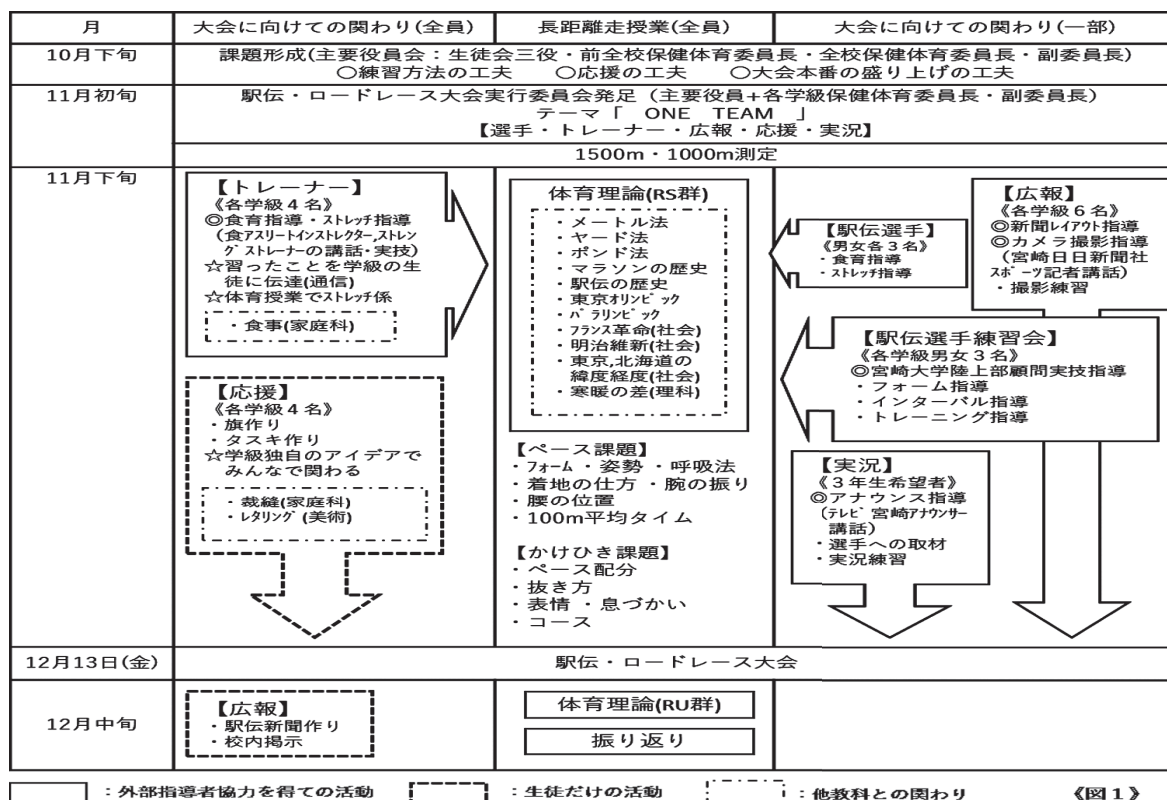 月
大会に向けての関わり(全員)
長距離走授業(全員)
大会に向けての関わり(一部)
10月下旬
課題形成(主要役員会：生徒会三役・前全校保健体育委員長・全校保健体育委員長・副委員長)
○練習方法の工夫　○応援の工夫　○大会本番の盛り上げの工夫
11月初旬
駅伝・ロードレース大会実行委員会発足（主要役員+各学級保健体育委員長・副委員長）
テーマ「　ONE　TEAM　」
【選手・トレーナー・広報・応援・実況】
1500m・1000m測定
11月下旬
【トレーナー】
《各学級４名》
◎食育指導・ストレッチ指導
(食アスリートインストレクター,ストレン
グストレーナーの講話・実技)
☆習ったことを学級の生
徒に伝達(通信)
☆体育授業でストレッチ係
・食事(家庭科)
【応援】
《各学級４名》
・旗作り
・タスキ作り
☆学級独自のアイデアで
みんなで関わる
・裁縫(家庭科)
・レタリング(美術)
体育理論(RS群)
・メートル法
・ヤード法
・ポンド法
・マラソンの歴史
・駅伝の歴史
・東京オリンピック
・パラリンピック
・フランス革命(社会)
・明治維新(社会)
・東京,北海道の
緯度経度(社会)
・寒暖の差(理科)
【ペース課題】
・フォーム・姿勢・呼吸法
・着地の仕方・腕の振り
・腰の位置
・100m平均タイム
【かけひき課題】
・ペース配分
・抜き方
・表情・息づかい
・コース
【駅伝選手】
《男女各３名》
・食育指導
・ストレッチ指導
【広報】
《各学級６名》
◎新聞レイアウト指導
◎カメラ撮影指導
(宮崎日日新聞社
スポーツ記者講話)
・撮影練習
【駅伝選手練習会】
《各学級男女３名》
◎宮崎大学陸上部顧問実技指導
・フォーム指導
・インターバル指導
・トレーニング指導
【実況】
《３年生希望者》
◎アナウンス指導
(テレビ宮崎アナウンサー
講話)
・選手への取材
・実況練習
12月13日(金)
駅伝・ロードレース大会
12月中旬
【広報】
・駅伝新聞作り
・校内掲示
体育理論(RU群)
振り返り
：外部指導者協力を得ての活動
：生徒だけの活動
：他教科との関わり
《図１》